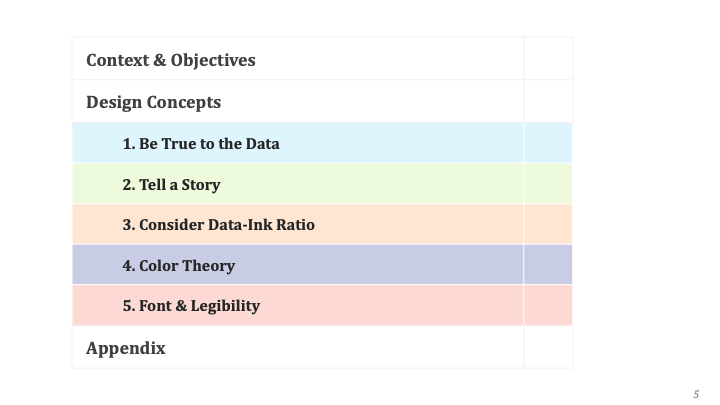 Context & Objectives
Design Concepts
1. Be True to the Data
2. Tell a Story
3. Consider Data-Ink Ratio
4. Color Theory
5. Font & Legibility
Appendix
5